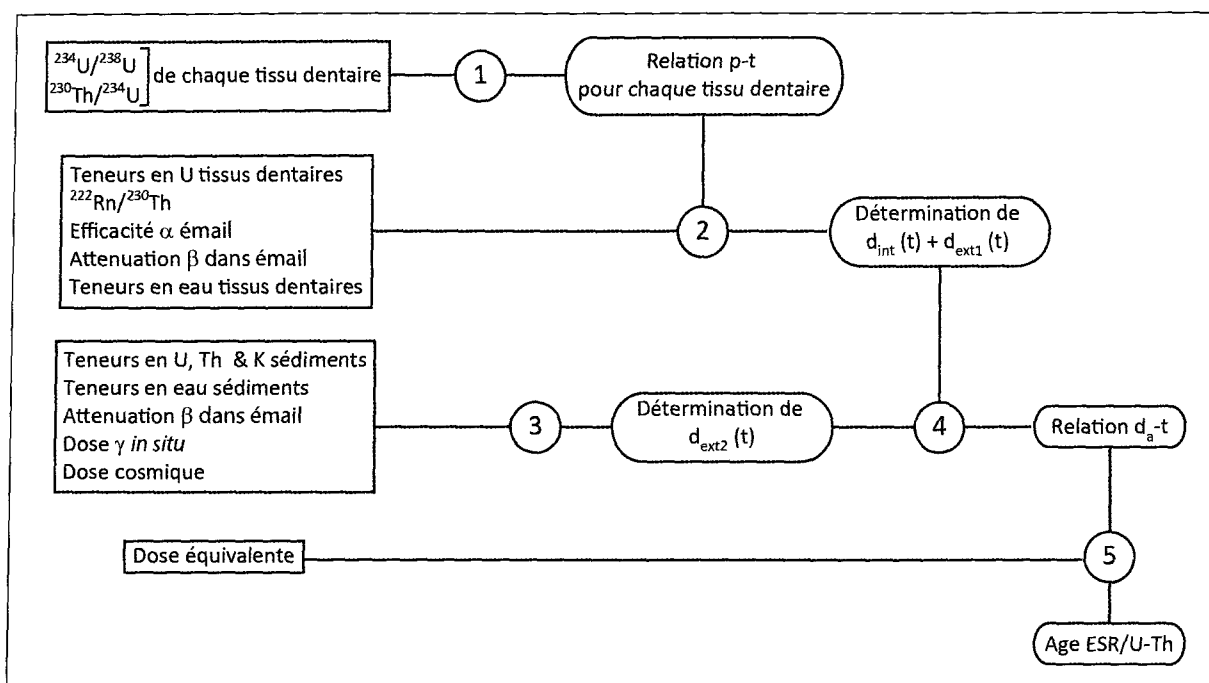 ²³⁴U/²³⁸U
²³⁰Th/²³⁴U
de chaque tissu dentaire
1
Relation p-t
pour chaque tissu dentaire
Teneurs en U tissus dentaires
²²²Rn/²³⁰Th
Efficacité α émail
Attenuation β dans émail
Teneurs en eau tissus dentaires
2
Détermination de
d_int (t) + d_ext1 (t)
Teneurs en U, Th & K sédiments
Teneurs en eau sédiments
Attenuation β dans émail
Dose γ in situ
Dose cosmique
3
Détermination de
d_ext2 (t)
4
Relation d_a-t
Dose équivalente
5
Age ESR/U-Th